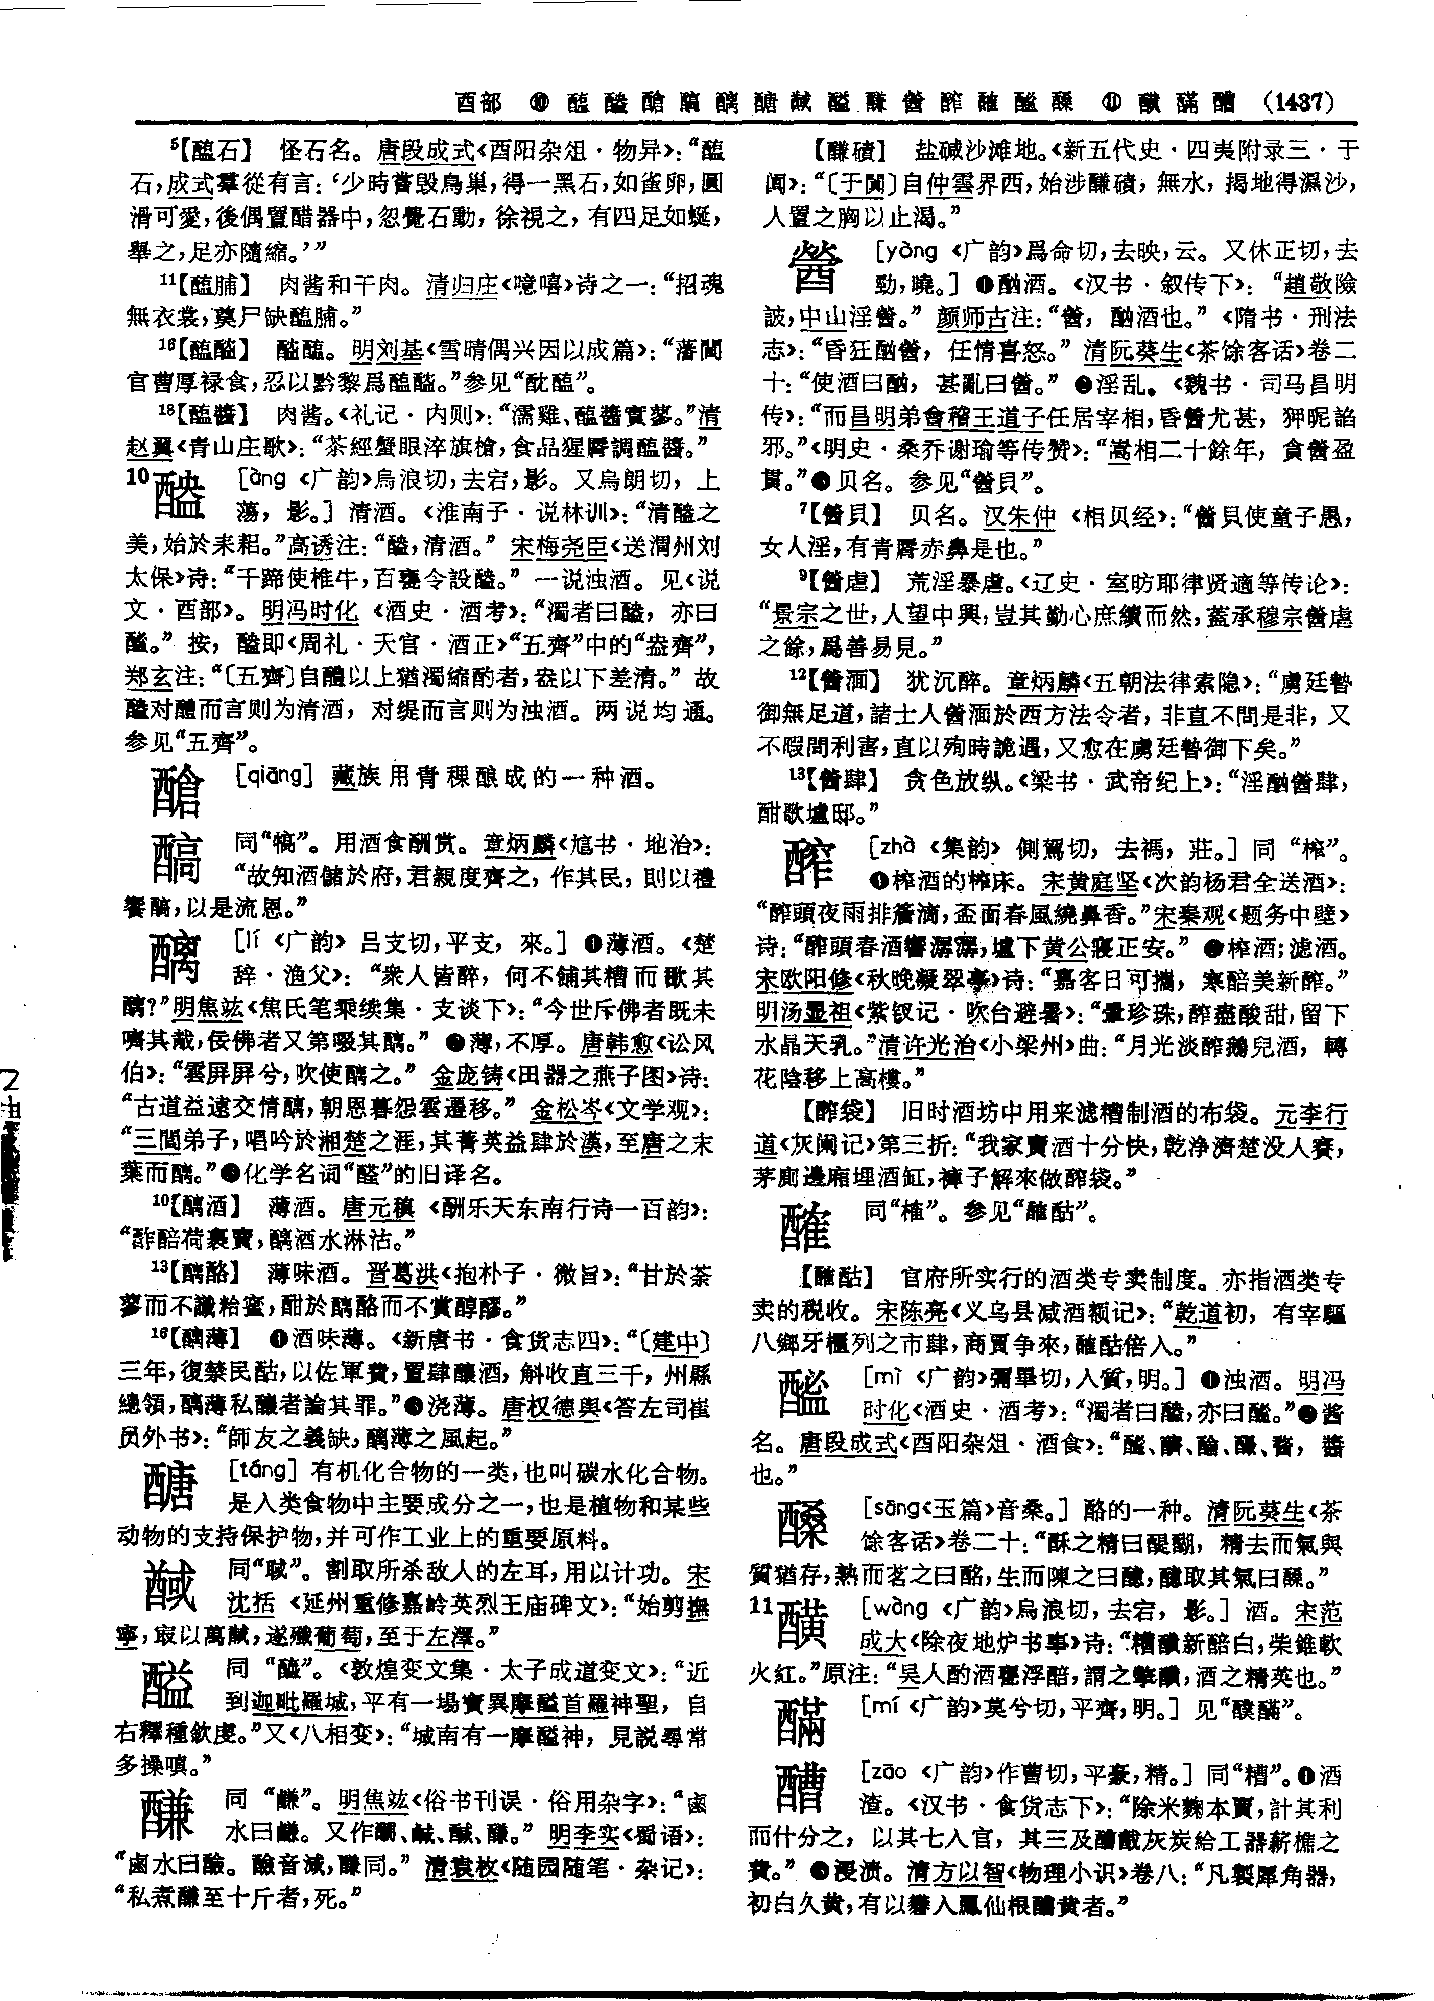 酉部 ⑩ 醢醠䤌䣪醨醣䤋醘䤘醟醡䤗醯䤙 ⑪ 䤑䤍醩 (1437)
⁵【醢石】 怪石名。唐段成式《酉阳杂俎·物异》：“醢
石，成式羣從有言：‘少時嘗毀鳥巢，得一黑石，如雀卵，圓
滑可愛，後偶置醋器中，忽覺石動，徐視之，有四足如蜒，
舉之，足亦隨縮。’”
¹¹【醢脯】 肉酱和干肉。清归庄《噫嘻》诗之一：“招魂
無衣裳，奠尸缺醢脯。”
¹⁶【醢醢】 醢醢。明刘基《雪晴偶兴因以成篇》：“藩閫
官曹厚禄食，忍以黔黎爲醢醢。”参见“酖醢”。
¹⁸【醢醬】 肉酱。《礼记·内则》：“濡雞、醢醬實蓼。”清
赵翼《青山庄歌》：“茶經蟹眼淬旗槍，食品猩脣調醢醬。”
10 醠 [àng 《广韵》烏浪切，去宕，影。又烏朗切，上
蕩，影。] 清酒。《淮南子·说林训》：“清醠之
美，始於耒耜。”高诱注：“醠，清酒。” 宋梅尧臣《送渭州刘
太保》诗：“千蹄使椎牛，百甕令設醠。” 一说浊酒。见《说
文·酉部》。明冯时化《酒史·酒考》：“濁者曰醠，亦曰
醠。” 按，醠即《周礼·天官·酒正》“五齊”中的“盎齊”，
郑玄注：“〔五齊〕自醴以上猶濁縮酌者，盎以下差清。” 故
醠对醴而言则为清酒，对缇而言则为浊酒。两说均通。
参见“五齊”。
[qiāng] 藏族用青稞酿成的一种酒。
同“犒”。用酒食酬赏。章炳麟《訄书·地治》：
“故知酒儲於府，君親度齊之，作其民，則以禮
饗，以是流恩。”
醨 [lí 《广韵》吕支切，平支，來。] ❶薄酒。《楚
辞·渔父》：“衆人皆醉，何不餔其糟而歠其
醨？”明焦竑《焦氏笔乘续集·支谈下》：“今世斥佛者既未
嚌其胾，佞佛者又第啜其醨。” ❷薄，不厚。唐韩愈《讼风
伯》：“雲屏屏兮，吹使醨之。” 金庞铸《田器之燕子图》诗：
“古道益遠交情醨，朝恩暮怨雲遷移。” 金松岑《文学观》：
“三閭弟子，唱吟於湘楚之涯，其菁英益肆於漢，至唐之末
葉而醨。”❸化学名词“醛”的旧译名。
¹⁰【醨酒】 薄酒。唐元稹《酬乐天东南行诗一百韵》：
“酢醅荷裹賣，醨酒水淋沽。”
¹³【醨酪】 薄味酒。晋葛洪《抱朴子·微旨》：“甘於荼
蓼而不識飴蜜，酣於醨酪而不賞醇醪。”
¹⁶【醨薄】 ❶酒味薄。《新唐书·食货志四》：“〔建中〕
三年，復禁民酤，以佐軍費，置肆釀酒，斛收直三千，州縣
總領，醨薄私釀者論其罪。”❷浇薄。唐权德舆《答左司崔
员外书》：“師友之義缺，醨薄之風起。”
醣 [táng] 有机化合物的一类，也叫碳水化合物。
是人类食物中主要成分之一，也是植物和某些
动物的支持保护物，并可作工业上的重要原料。
同“聝”。割取所杀敌人的左耳，用以计功。宋
沈括《延州重修嘉岭英烈王庙碑文》：“始剪撫
寧，取以萬，遂殲葡萄，至于左澤。”
醘 同“醢”。《敦煌变文集·太子成道变文》：“近
到迦毗羅城，平有一場實異摩醘首羅神聖，自
右釋種欽虔。”又《八相变》：“城南有一摩醘神，見説尋常
多操嗔。”
同“鹻”。明焦竑《俗书刊误·俗用杂字》：“鹵
水曰鹻。又作。” 明李实《蜀语》：
“鹵水曰醶。醶音減，同。” 清袁枚《随园随笔·杂记》：
“私煮至十斤者，死。”
【磧】 盐碱沙滩地。《新五代史·四夷附录三·于
阗》：“〔于闐〕自仲雲界西，始涉磧，無水，掘地得濕沙，
人置之胸以止渴。”
醟 [yòng 《广韵》爲命切，去映，云。又休正切，去
勁，曉。] ❶酗酒。《汉书·叙传下》：“趙敬險
詖，中山淫醟。” 颜师古注：“醟，酗酒也。” 《隋书·刑法
志》：“昏狂酗醟，任情喜怒。” 清阮葵生《茶馀客话》卷二
十：“使酒曰酗，甚亂曰醟。” ❷淫乱。《魏书·司马昌明
传》：“而昌明弟會稽王道子任居宰相，昏醟尤甚，狎昵諂
邪。”《明史·桑乔谢瑜等传赞》：“嵩相二十餘年，貪醟盈
貫。”❸贝名。参见“醟貝”。
⁷【醟貝】 贝名。汉朱仲《相贝经》：“醟貝使童子愚，
女人淫，有青脣赤鼻是也。”
⁹【醟虐】 荒淫暴虐。《辽史·室昉耶律贤適等传论》：
“景宗之世，人望中興，豈其勤心庶績而然，蓋承穆宗醟虐
之餘，爲善易見。”
¹²【醟湎】 犹沉醉。章炳麟《五朝法律索隐》：“虜廷暬
御無足道，諸士人醟湎於西方法令者，非直不問是非，又
不暇問利害，直以殉時詭遇，又愈在虜廷暬御下矣。”
¹³【醟肆】 贪色放纵。《梁书·武帝纪上》：“淫酗醟肆，
酣歌壚邸。”
醡 [zhà 《集韵》側駕切，去禡，莊。] 同“榨”。
❶榨酒的榨床。宋黄庭坚《次韵杨君全送酒》：
“醡頭夜雨排簷滴，盃面春風繞鼻香。”宋秦观《题务中壁》
诗：“醡頭春酒響潺潺，壚下黄公寢正安。” ❷榨酒；滤酒。
宋欧阳修《秋晚凝翠亭》诗：“嘉客日可攜，寒醅美新醡。”
明汤显祖《紫钗记·吹台避暑》：“暈珍珠，醡盡酸甜，留下
水晶天乳。”清许光治《小梁州》曲：“月光淡醡鵝兒酒，轉
花陰移上高樓。”
【醡袋】 旧时酒坊中用来滤糟制酒的布袋。元李行
道《灰阑记》第三折：“我家賣酒十分快，乾净濟楚没人賽，
茅廁邊廂埋酒缸，褲子解來做醡袋。”
同“榷”。参见“酤”。
【酤】 官府所实行的酒类专卖制度。亦指酒类专
卖的税收。宋陈亮《义乌县减酒额记》：“乾道初，有宰驅
八鄉牙櫃列之市肆，商賈争來，酤倍入。”
[mì 《广韵》彌畢切，入質，明。] ❶浊酒。明冯
时化《酒史·酒考》：“濁者曰醠，亦曰。”❷酱
名。唐段成式《酉阳杂俎·酒食》：“醬
也。”
[sāng《玉篇》音桑。] 酪的一种。清阮葵生《茶
馀客话》卷二十：“酥之精曰醍醐，精去而氣與
質猶存，熟而茗之曰酩，生而陳之曰醷，醷取其氣曰。”
11 [wàng 《广韵》烏浪切，去宕，影。] 酒。宋范
成大《除夜地炉书事》诗：“糟新醅白，柴錐軟
火紅。”原注：“吴人酌酒甕浮醅，謂之擎，酒之精英也。”
[mí 《广韵》莫兮切，平齊，明。] 见“醭”。
醩 [zāo 《广韵》作曹切，平豪，精。] 同“糟”。❶酒
渣。《汉书·食货志下》：“除米麴本賈，計其利
而什分之，以其七入官，其三及醩酨灰炭給工器薪樵之
費。” ❷浸渍。清方以智《物理小识》卷八：“凡製犀角器，
初白久黄，有以礬入鳳仙根醩黄者。”